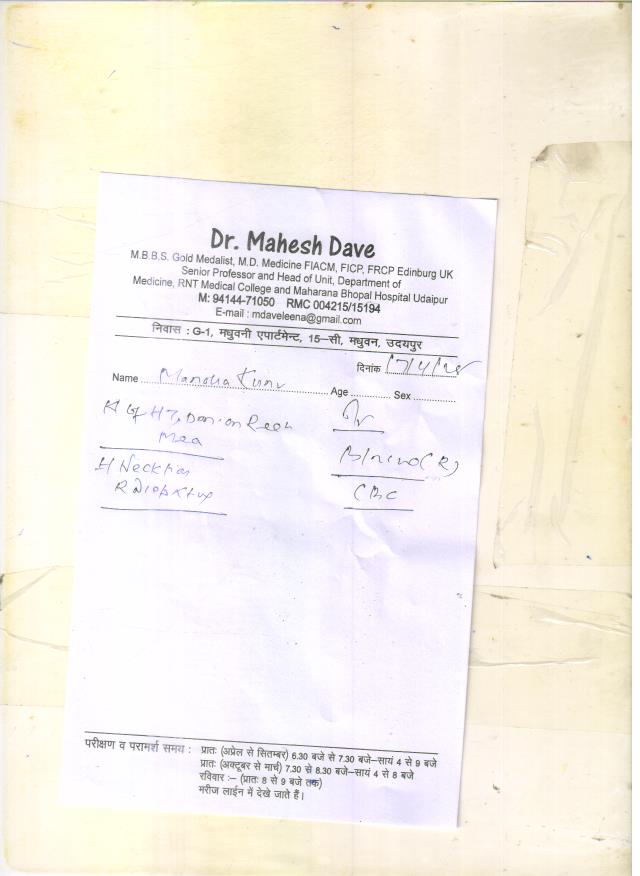 Dr. Mahesh Dave
M.B.B.S. Gold Medalist, M.D. Medicine FIACM, FICP, FRCP Edinburg UK
Senior Professor and Head of Unit, Department of
Medicine, RNT Medical College and Maharana Bhopal Hospital Udaipur
M: 94144-71050 RMC 004215/15194
E-mail : mdaveleena@gmail.com
निवास : G-1, मधुवनी एपार्टमेन्ट, 15–सी, मधुवन, उदयपुर
दिनांक
Name Age Sex
CBC
परीक्षण व परामर्श समय : प्रातः (अप्रेल से सितम्बर) 6.30 बजे से 7.30 बजे–सायं 4 से 9 बजे
प्रातः (अक्टूबर से मार्च) 7.30 से 8.30 बजे–सायं 4 से 8 बजे
रविवार :– (प्रातः 8 से 9 बजे तक)
मरीज लाईन में देखे जाते हैं।